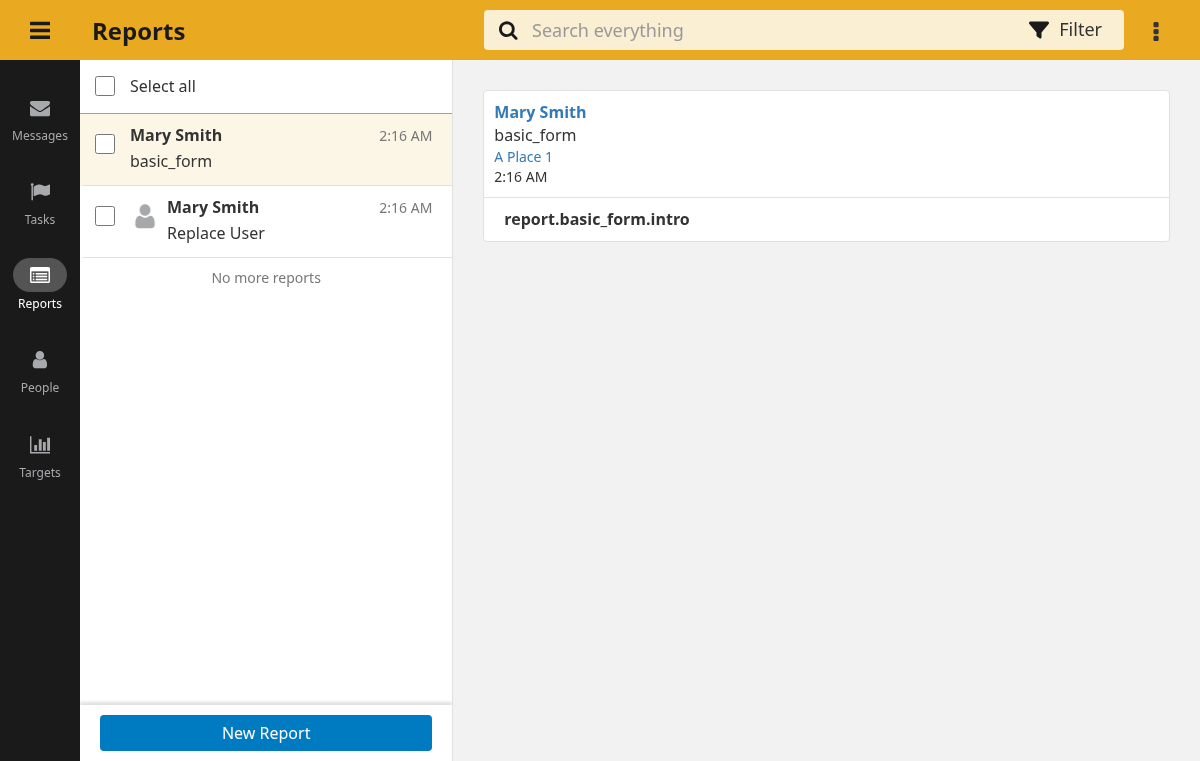 Reports
Search everything
Filter
Messages
Tasks
Reports
People
Targets
Select all
Mary Smith 2:16 AM
basic_form
Mary Smith 2:16 AM
Replace User
No more reports
New Report
Mary Smith
basic_form
A Place 1
2:16 AM
report.basic_form.intro